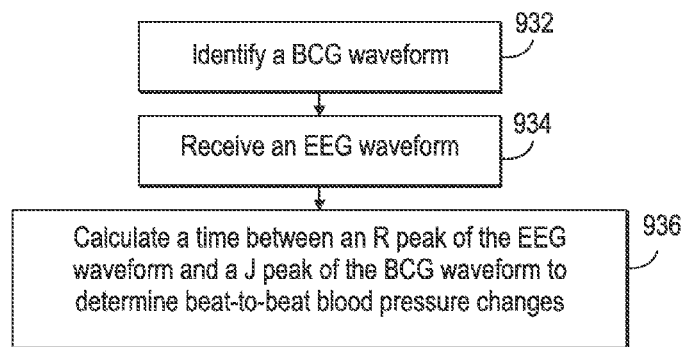 932
Identify a BCG waveform
934
Receive an EEG waveform
936
Calculate a time between an R peak of the EEG
waveform and a J peak of the BCG waveform to
determine beat-to-beat blood pressure changes